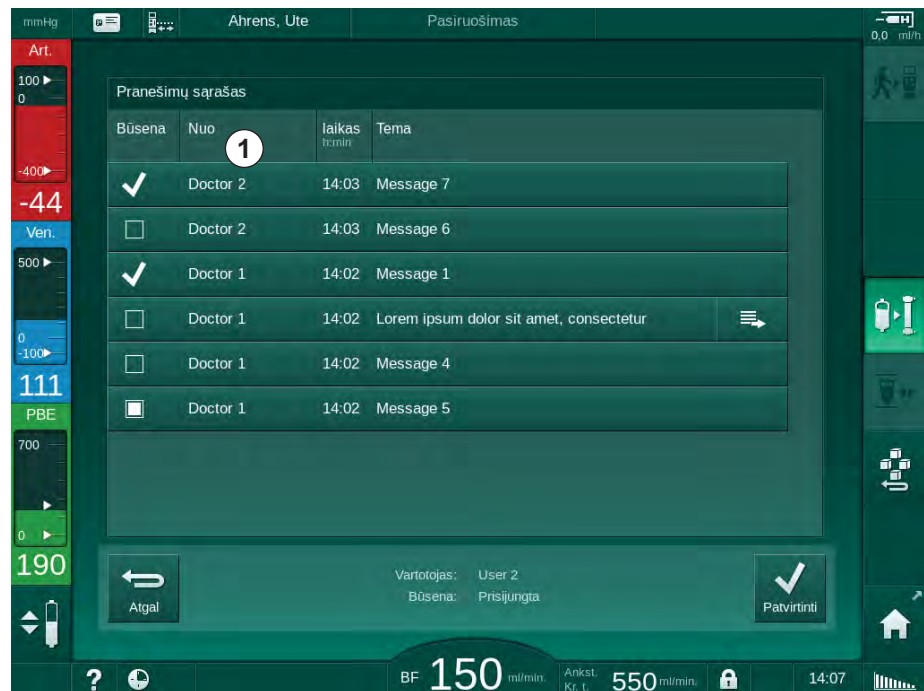 mmHg
Ahrens, Ute
Pasiruošimas
0,0 ml/h
Art.
100
0
-400
-44
Ven.
500
0
-100
111
PBE
700
0
190
Pranešimų sąrašas
Būsena Nuo laikas Tema
h:min
1
Doctor 2 14:03 Message 7
Doctor 2 14:03 Message 6
Doctor 1 14:02 Message 1
Doctor 1 14:02 Lorem ipsum dolor sit amet, consectetur
Doctor 1 14:02 Message 4
Doctor 1 14:02 Message 5
Atgal
Vartotojas: User 2
Būsena: Prisijungta
Patvirtinti
? BF 150 ml/min. Ankst. 550 ml/min. 14:07
Kr. t.